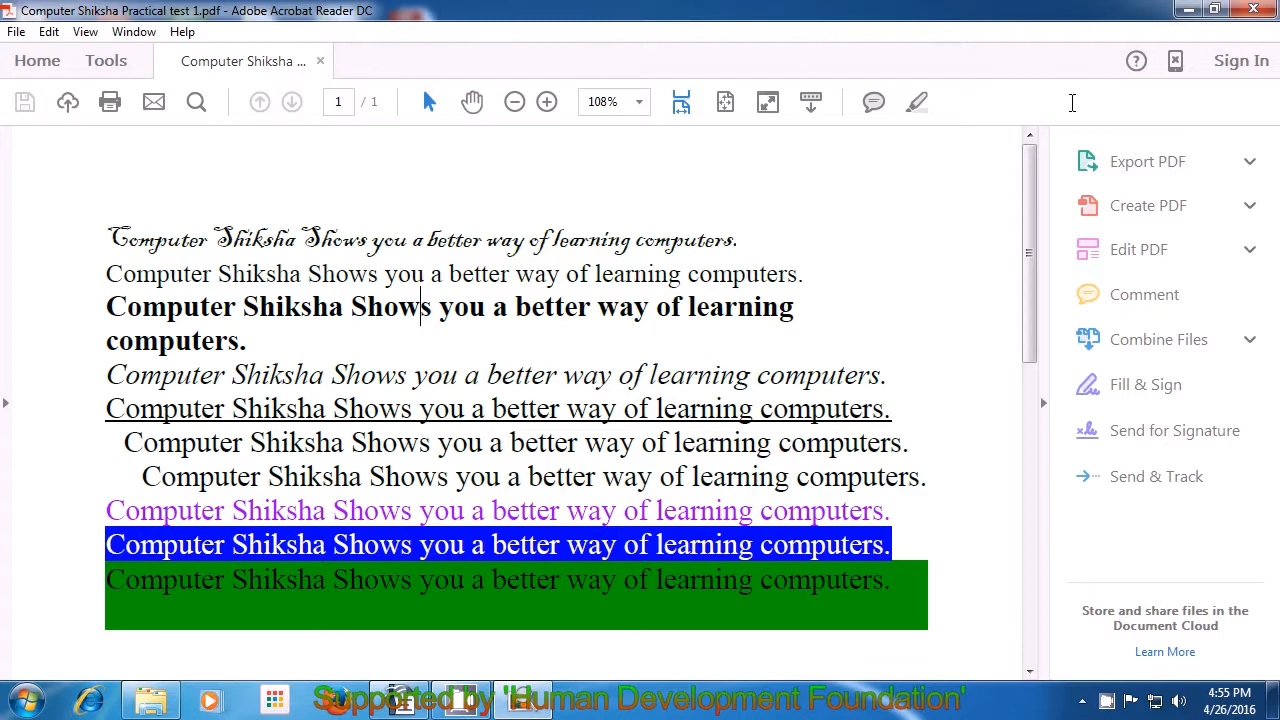 Computer Shiksha Practical test 1.pdf - Adobe Acrobat Reader DC
File Edit View Window Help
Home Tools Computer Shiksha ... × Sign In
1 / 1 108%
Computer Shiksha Shows you a better way of learning computers.
Computer Shiksha Shows you a better way of learning computers.
Computer Shiksha Shows you a better way of learning
computers.
Computer Shiksha Shows you a better way of learning computers.
Computer Shiksha Shows you a better way of learning computers.
Computer Shiksha Shows you a better way of learning computers.
Computer Shiksha Shows you a better way of learning computers.
Computer Shiksha Shows you a better way of learning computers.
Computer Shiksha Shows you a better way of learning computers.
Computer Shiksha Shows you a better way of learning computers.
Export PDF
Create PDF
Edit PDF
Comment
Combine Files
Fill & Sign
Send for Signature
Send & Track
Store and share files in the
Document Cloud
Learn More
Supported by 'Human Development Foundation'
4:55 PM
4/26/2016